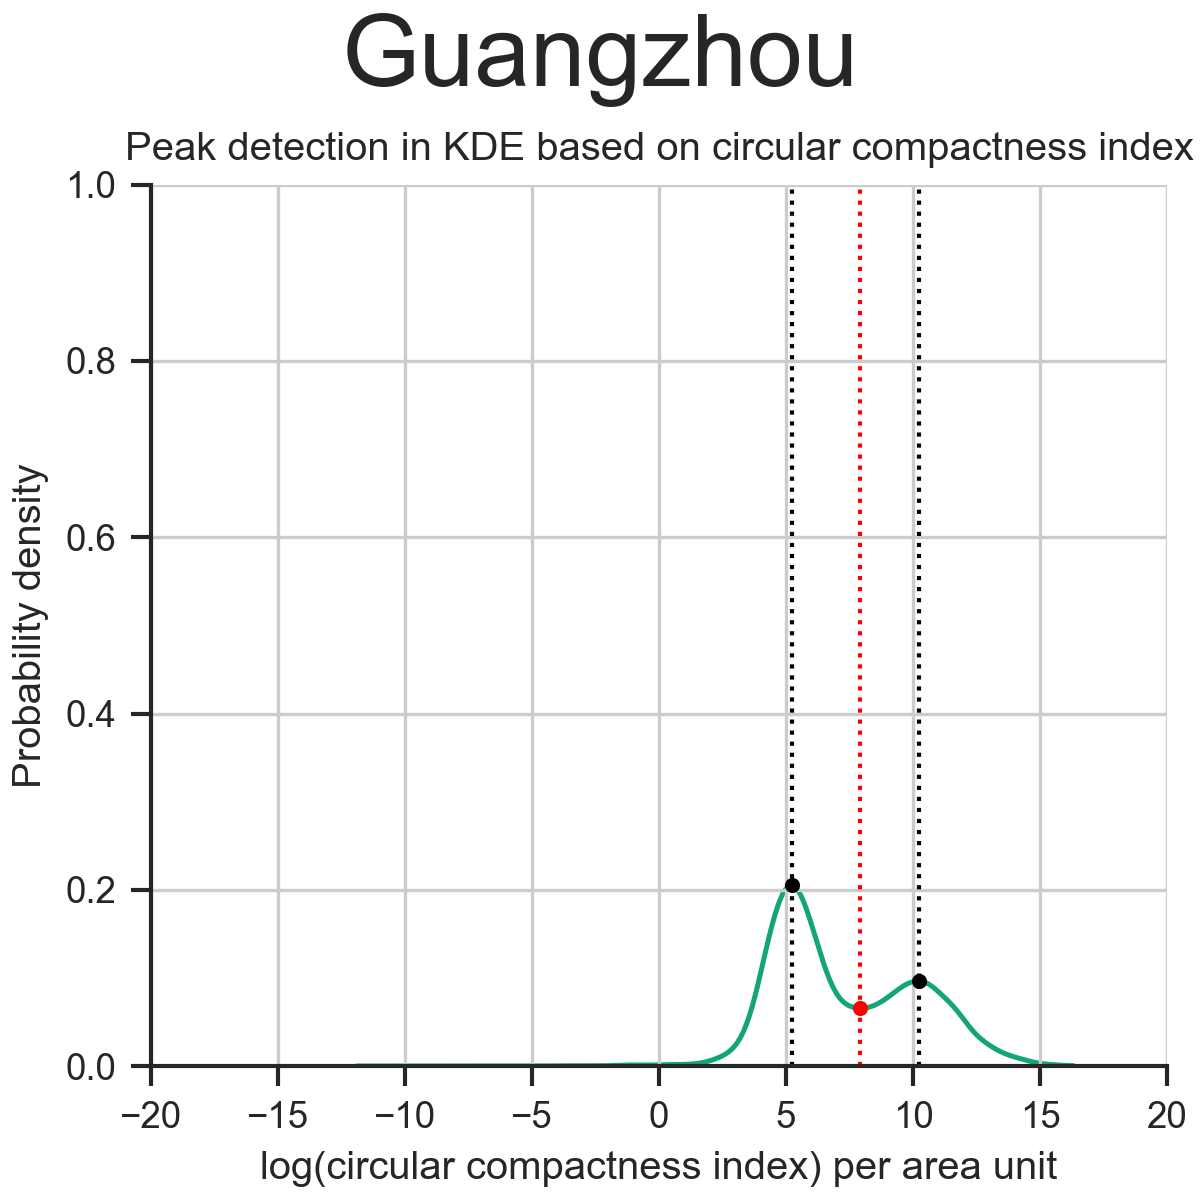 Guangzhou
Peak detection in KDE based on circular compactness index
1.0
0.8
0.6
0.4
0.2
0.0
Probability density
−20 −15 −10 −5 0 5 10 15 20
log(circular compactness index) per area unit